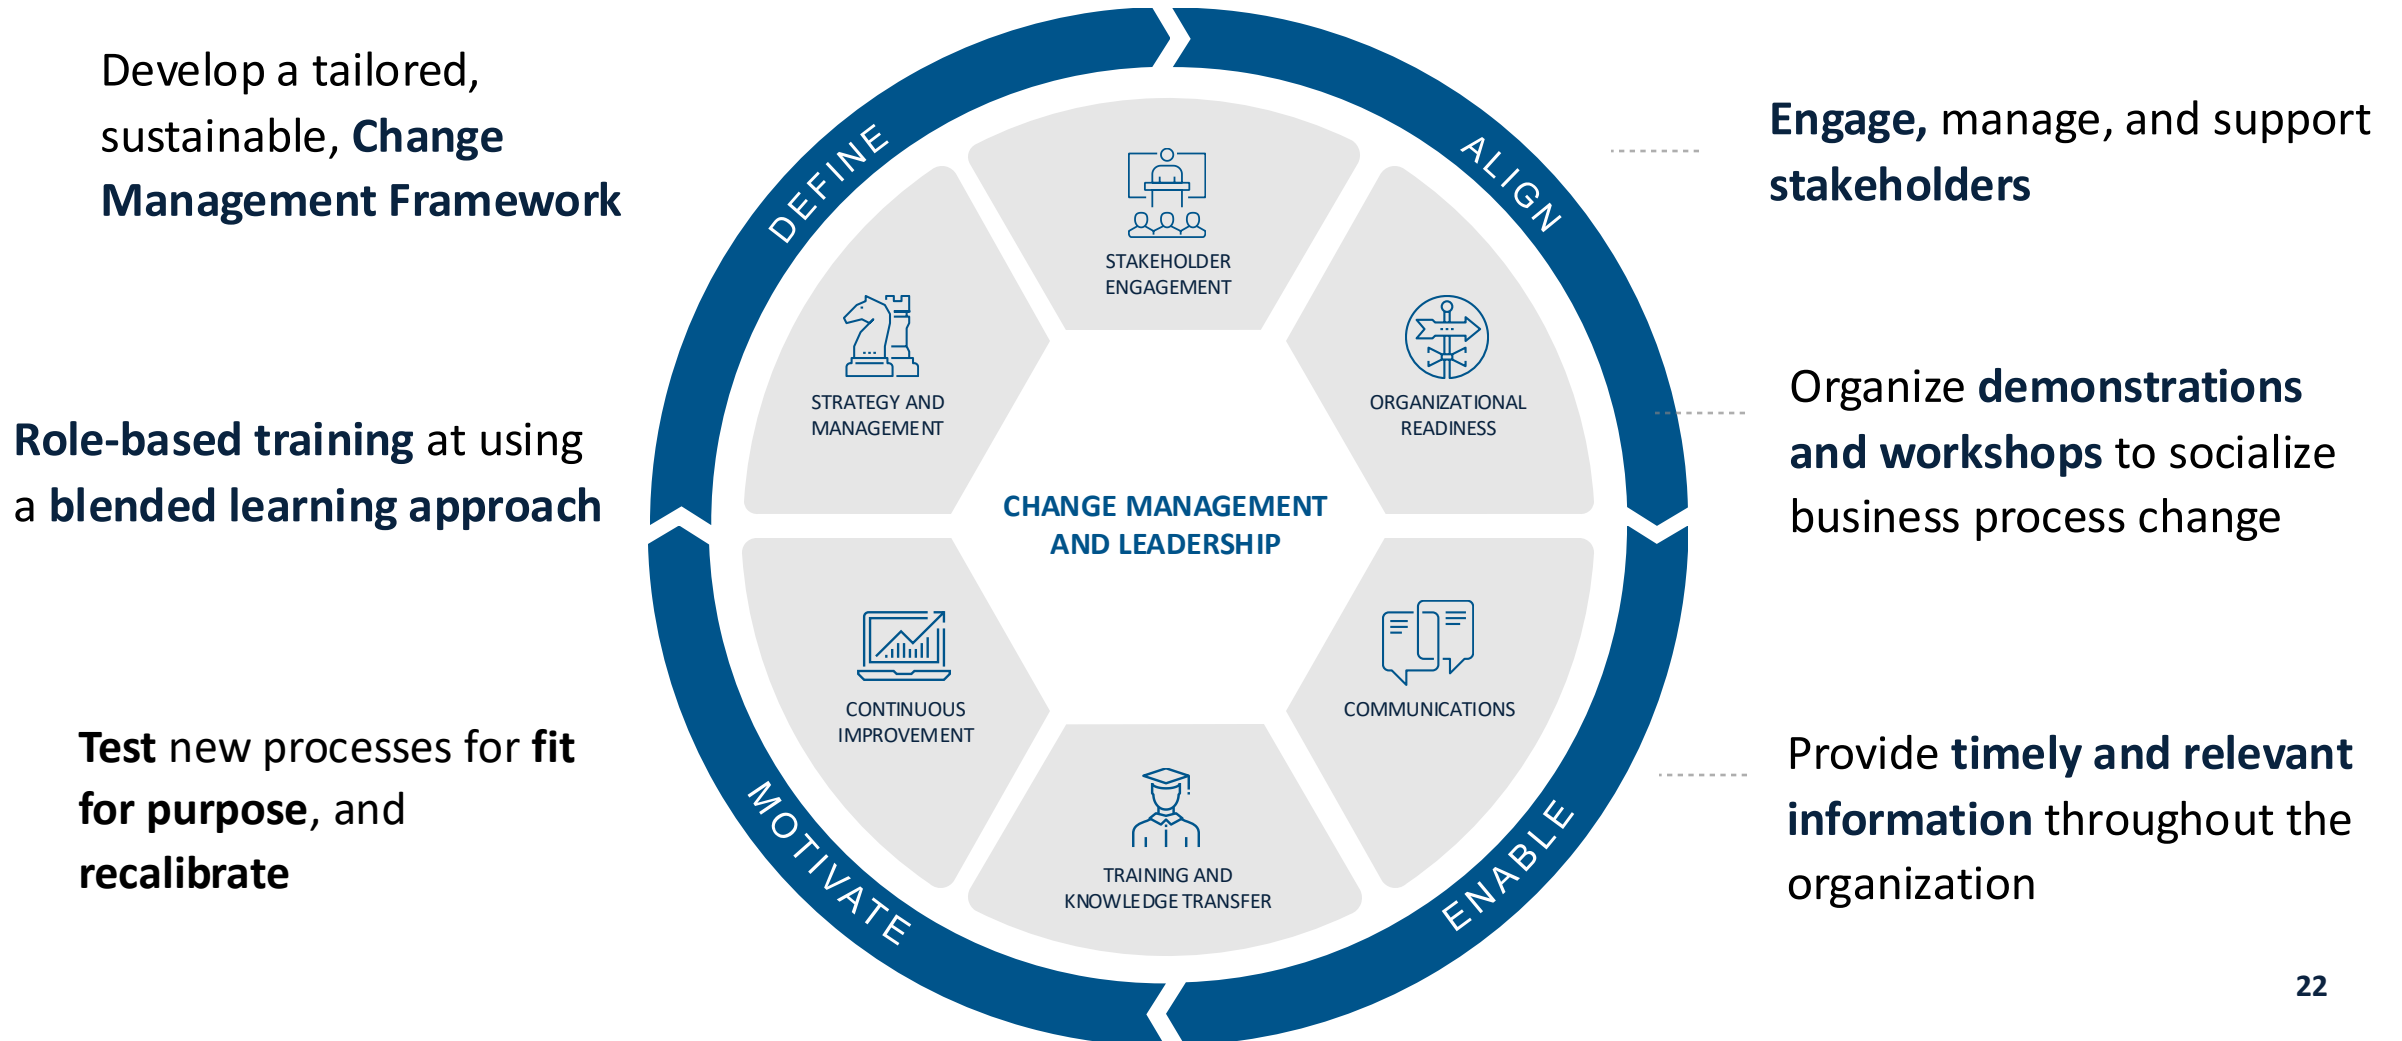 Develop a tailored,
sustainable, Change
Management Framework
Role-based training at using
a blended learning approach
Test new processes for fit
for purpose, and
recalibrate
DEFINE
ALIGN
ENABLE
MOTIVATE
STAKEHOLDER
ENGAGEMENT
STRATEGY AND
MANAGEMENT
ORGANIZATIONAL
READINESS
CHANGE MANAGEMENT
AND LEADERSHIP
CONTINUOUS
IMPROVEMENT
COMMUNICATIONS
TRAINING AND
KNOWLEDGE TRANSFER
Engage, manage, and support
stakeholders
Organize demonstrations
and workshops to socialize
business process change
Provide timely and relevant
information throughout the
organization
22